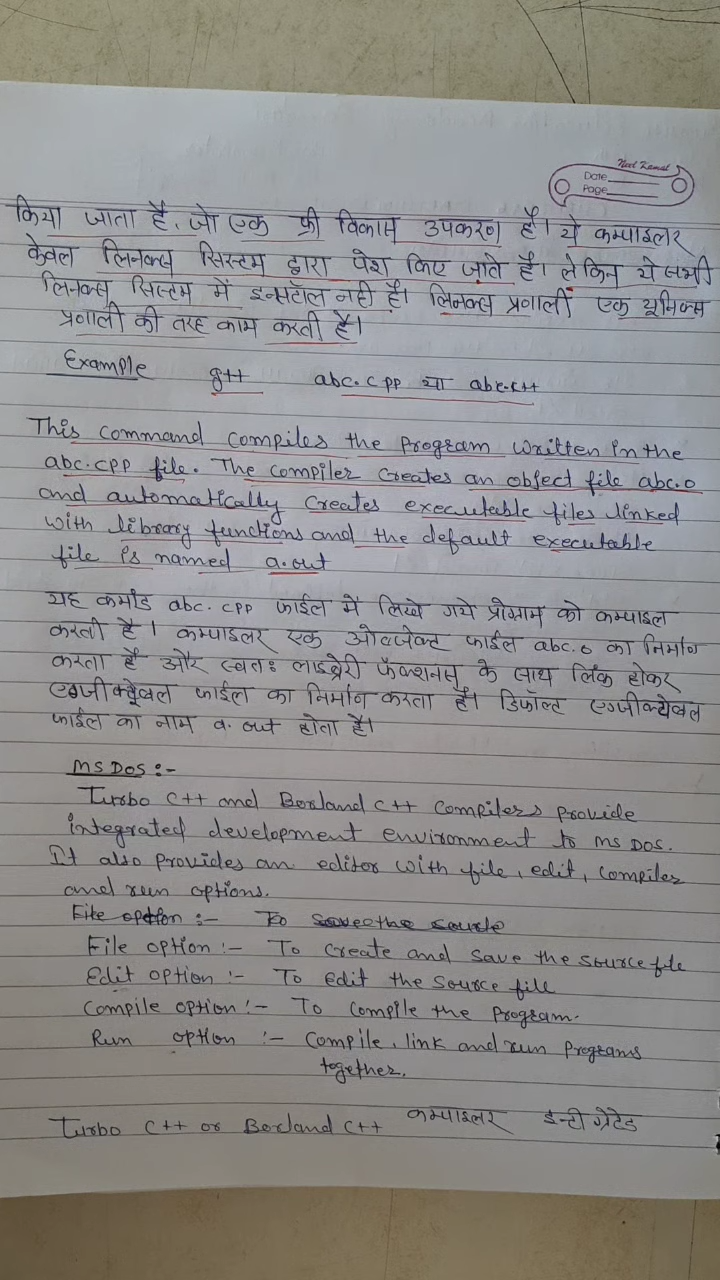 Neel Kamal
Date
Page
किया जाता है, जो एक फ्री विकास उपकरण है। ये कम्पाइलर
केवल लिनक्स सिस्टम द्वारा पेश किए जाते है। लेकिन ये सभी
लिनक्स सिस्टम में इन्सटॉल नही है। लिनक्स प्रणाली एक यूनिक्स
प्रणाली की तरह काम करती है।
Example g++ abc.cpp या abc.c++
This command compiles the program written in the
abc.cpp file. The compiler creates an object file abc.o
and automatically creates executable files linked
with library functions and the default executable
file is named a.out
यह कमांड abc.cpp फाईल में लिखे गये प्रोग्राम को कम्पाइल
करती है। कम्पाइलर एक ओबजेक्ट फाईल abc.o का निर्माण
करता है और स्वतः लाइब्रेरी फंक्शनस् के साथ लिंक होकर
एग्जीक्यूेवल फाईल का निर्माण करता है। डिफॉल्ट एग्जीक्येवल
फाईल का नाम a.out होता है।
MS DOS :-
Turbo C++ and Borland C++ compilers provide
integrated development environment to MS DOS.
It also provides an editor with file, edit, compiler
and run options.
File option :- To save the source
File option :- To create and save the source file
Edit option :- To edit the source file
Compile option :- To compile the program.
Run option :- Compile, link and run programs
together.
Turbo C++ or Borland C++ कम्पाइलर इन्टीग्रेटेड